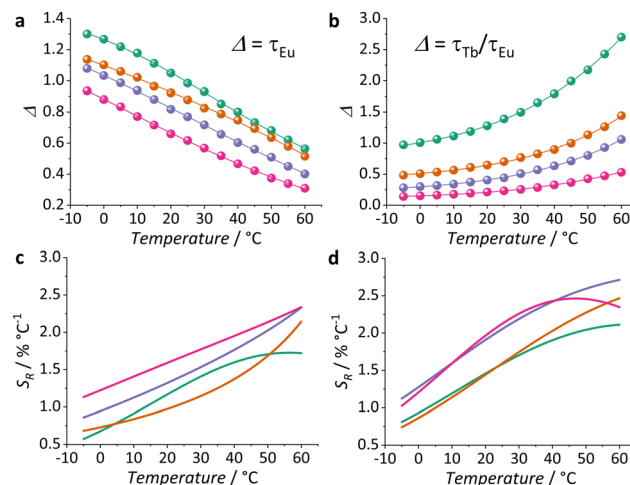 a
Δ = τEu
1.4
1.2
1.0
0.8
0.6
0.4
0.2
Δ
-10 0 10 20 30 40 50 60
Temperature / °C
b
Δ = τTb/τEu
3.0
2.5
2.0
1.5
1.0
0.5
0.0
Δ
-10 0 10 20 30 40 50 60
Temperature / °C
c
3.0
2.5
2.0
1.5
1.0
0.5
SR / % °C-1
-10 0 10 20 30 40 50 60
Temperature / °C
d
3.0
2.5
2.0
1.5
1.0
0.5
SR / % °C-1
-10 0 10 20 30 40 50 60
Temperature / °C